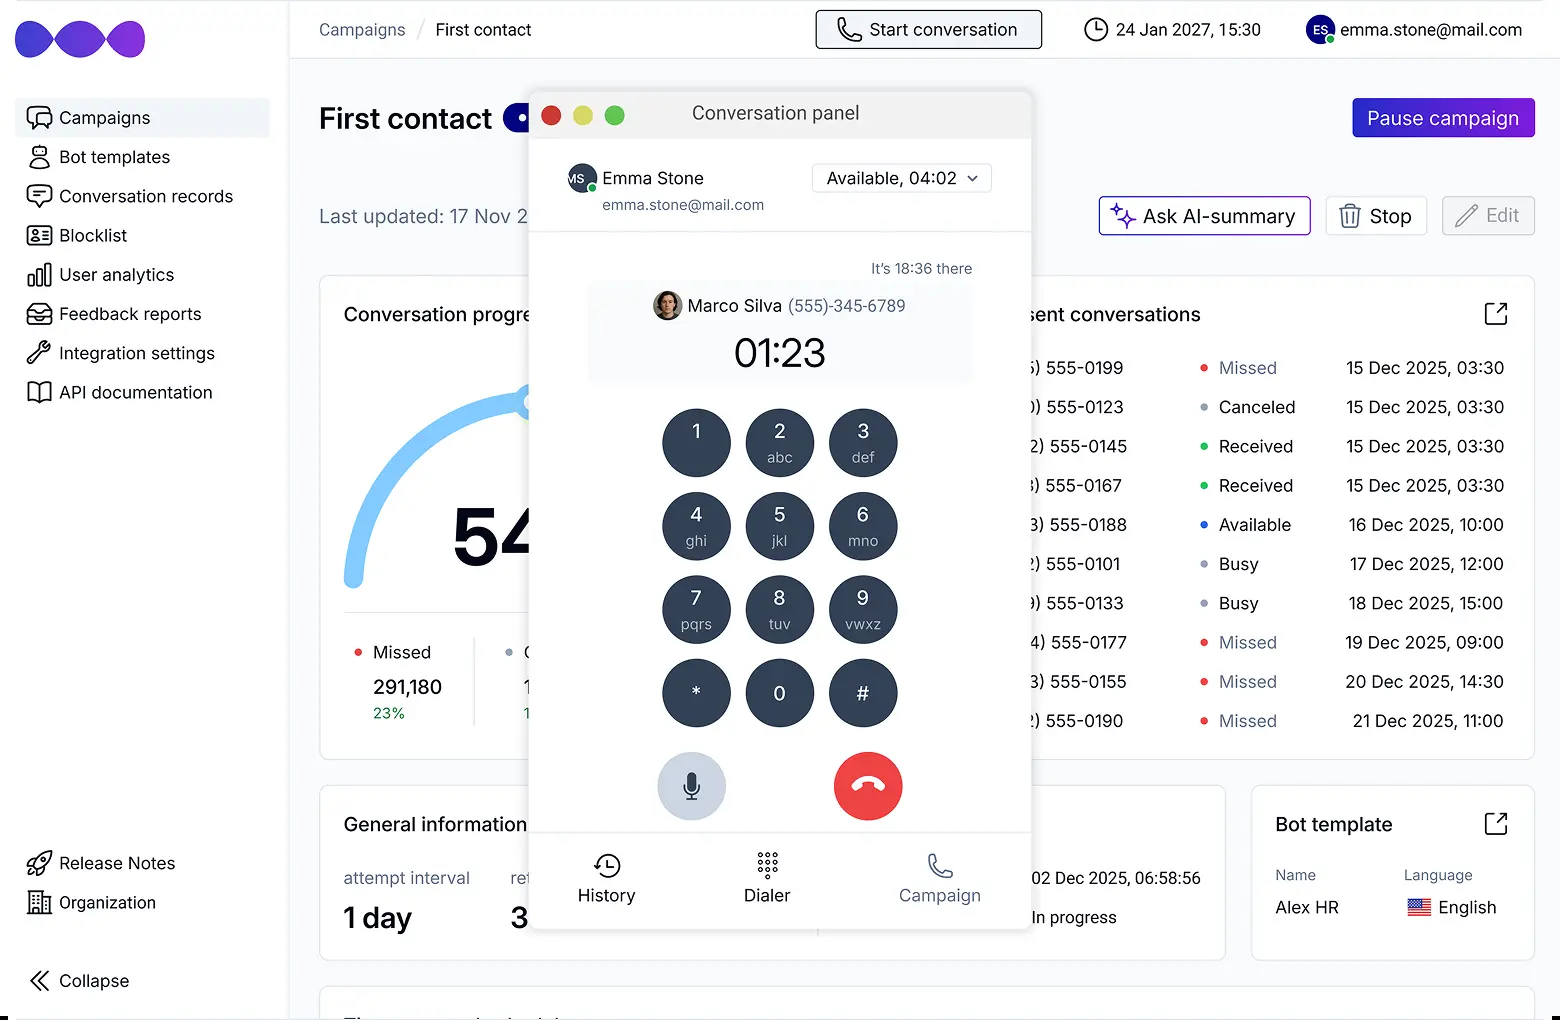 Campaigns / First contact
Start conversation
24 Jan 2027, 15:30
ES emma.stone@mail.com
Campaigns
Bot templates
Conversation records
Blocklist
User analytics
Feedback reports
Integration settings
API documentation
Release Notes
Organization
Collapse
First contact
Pause campaign
Last updated: 17 Nov 2
Ask AI-summary
Stop
Edit
Conversation progre
54
Missed
291,180
23%
1
1
Conversation panel
MS Emma Stone
emma.stone@mail.com
Available, 04:02
It's 18:36 there
Marco Silva (555)-345-6789
01:23
1
2
abc
3
def
4
ghi
5
jkl
6
mno
7
pqrs
8
tuv
9
vwxz
*
0
#
History
Dialer
Campaign
sent conversations
5) 555-0199 Missed 15 Dec 2025, 03:30
0) 555-0123 Canceled 15 Dec 2025, 03:30
2) 555-0145 Received 15 Dec 2025, 03:30
3) 555-0167 Received 15 Dec 2025, 03:30
3) 555-0188 Available 16 Dec 2025, 10:00
2) 555-0101 Busy 17 Dec 2025, 12:00
9) 555-0133 Busy 18 Dec 2025, 15:00
4) 555-0177 Missed 19 Dec 2025, 09:00
3) 555-0155 Missed 20 Dec 2025, 14:30
2) 555-0190 Missed 21 Dec 2025, 11:00
General information
attempt interval
1 day
ret
3
02 Dec 2025, 06:58:56
In progress
Bot template
Name Language
Alex HR English